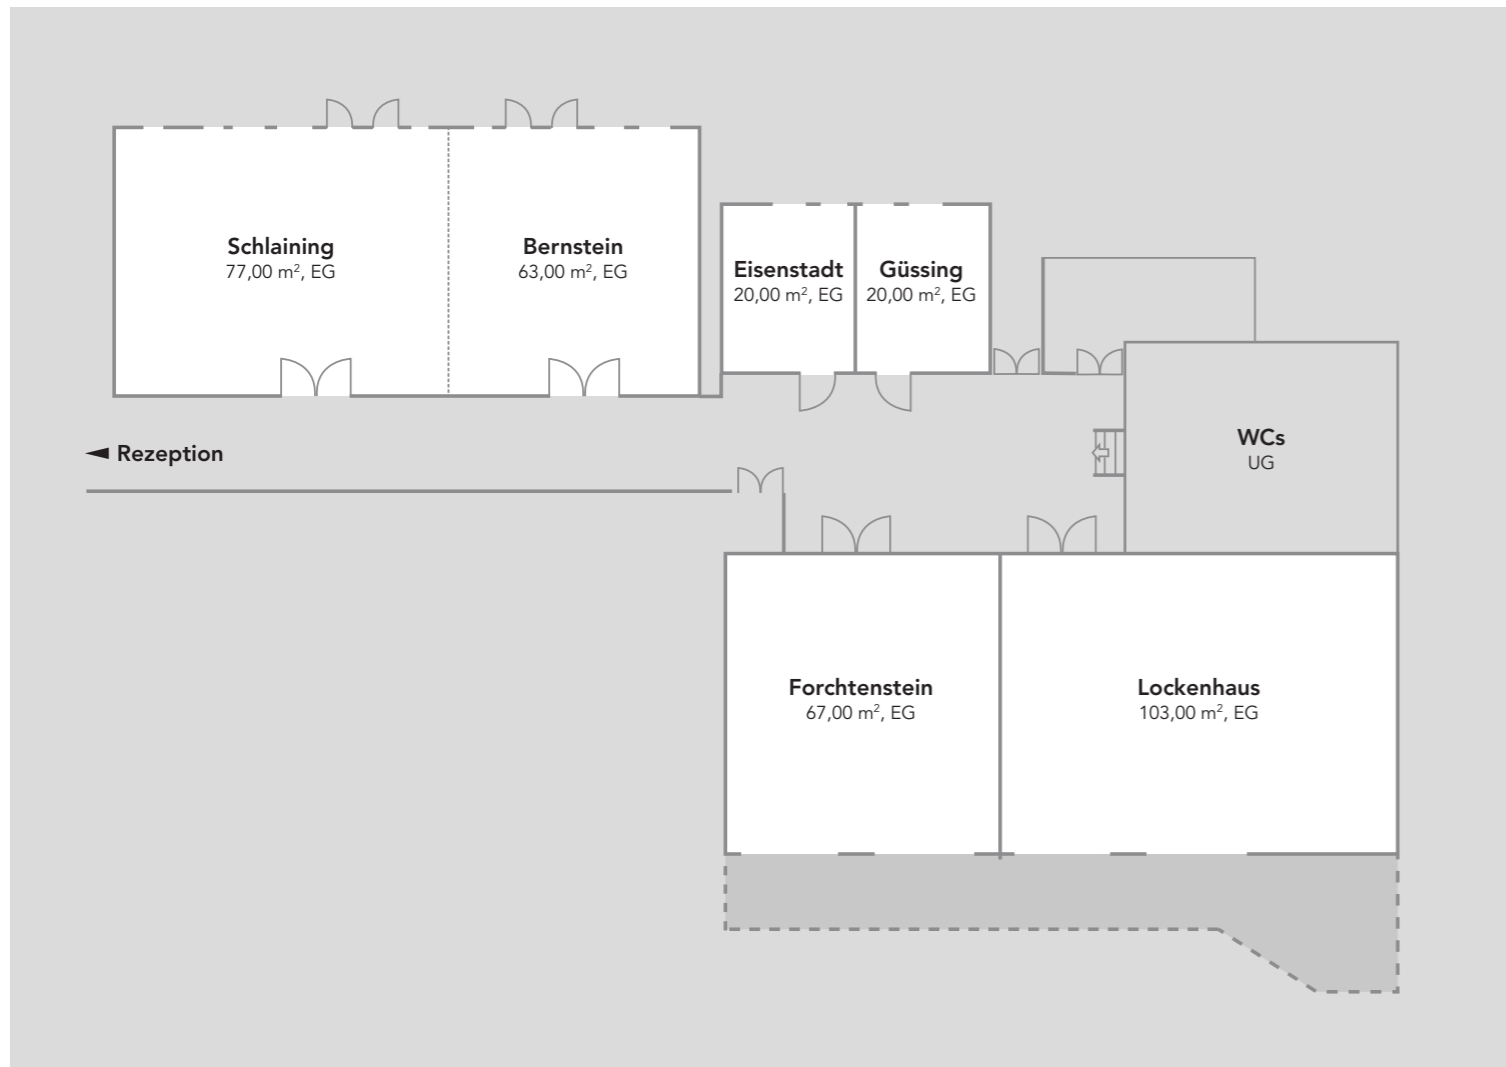 Schlaining
77,00 m², EG
Bernstein
63,00 m², EG
Eisenstadt
20,00 m², EG
Güssing
20,00 m², EG
Rezeption
WCs
UG
Forchtenstein
67,00 m², EG
Lockenhaus
103,00 m², EG